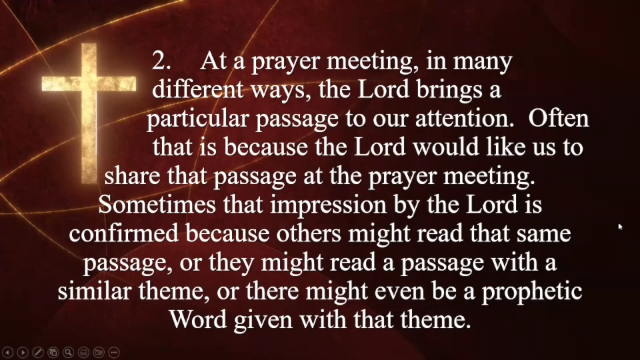 2. At a prayer meeting, in many
different ways, the Lord brings a
particular passage to our attention. Often
that is because the Lord would like us to
share that passage at the prayer meeting.
Sometimes that impression by the Lord is
confirmed because others might read that same
passage, or they might read a passage with a
similar theme, or there might even be a prophetic
Word given with that theme.